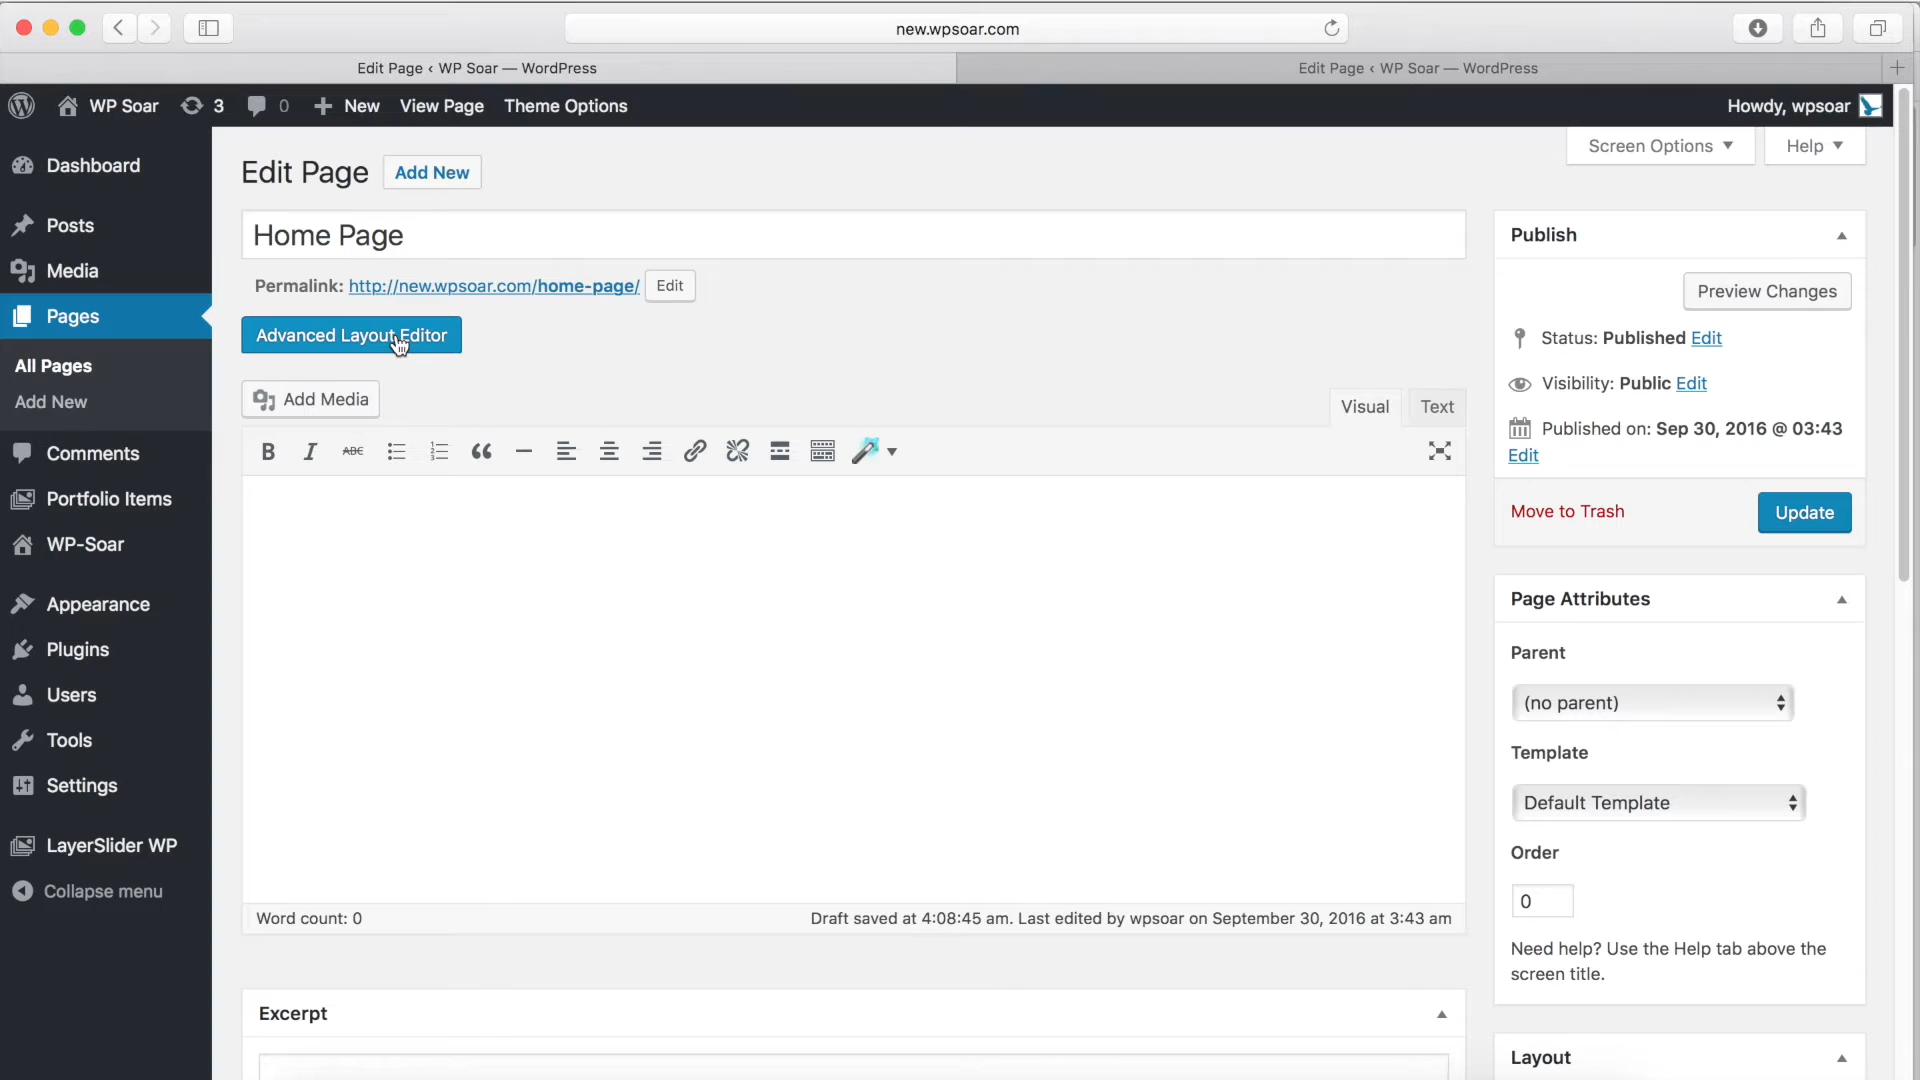 new.wpsoar.com
Edit Page ‹ WP Soar — WordPress
Edit Page ‹ WP Soar — WordPress
WP Soar 3 0 New View Page Theme Options
Howdy, wpsoar
Screen Options
Help
Dashboard
Posts
Media
Pages
All Pages
Add New
Comments
Portfolio Items
WP-Soar
Appearance
Plugins
Users
Tools
Settings
LayerSlider WP
Collapse menu
Edit Page Add New
Home Page
Permalink: http://new.wpsoar.com/home-page/ Edit
Advanced Layout Editor
Add Media
Visual Text
B I ABC
Word count: 0
Draft saved at 4:08:45 am. Last edited by wpsoar on September 30, 2016 at 3:43 am
Excerpt
Publish
Preview Changes
Status: Published Edit
Visibility: Public Edit
Published on: Sep 30, 2016 @ 03:43
Edit
Move to Trash Update
Page Attributes
Parent
(no parent)
Template
Default Template
Order
0
Need help? Use the Help tab above the
screen title.
Layout